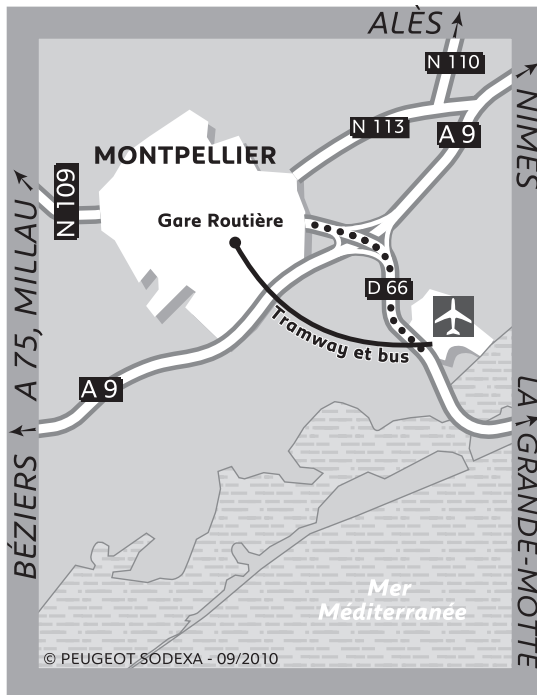 ALÈS
N 110
NIMES
N 113
A 9
MONTPELLIER
N 109
Gare Routière
A 75, MILLAU
D 66
Tramway et bus
A 9
BÉZIERS
LA GRANDE-MOTTE
Mer
Méditerranée
© PEUGEOT SODEXA - 09/2010